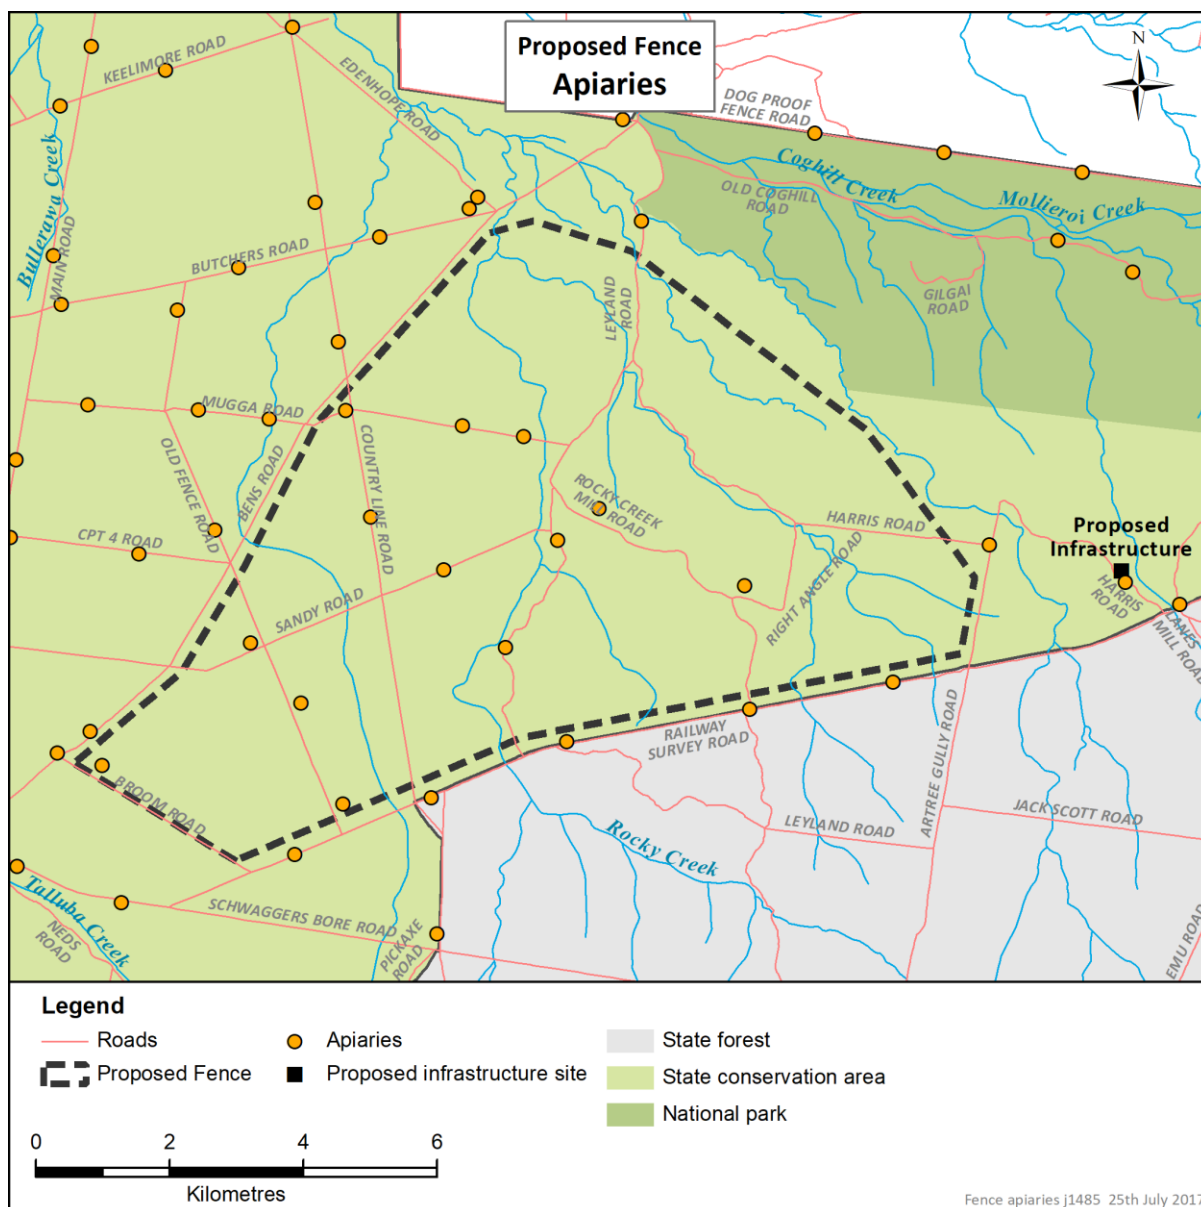 Proposed Fence
Apiaries
N
KEELIMORE ROAD
EDENHOPE ROAD
DOG PROOF
FENCE ROAD
Coghill Creek
OLD COGHILL
ROAD
Mollieroi Creek
Bullerawa Creek
MAIN ROAD
BUTCHERS ROAD
LEYLAND
ROAD
GILGAI
ROAD
MUGGA ROAD
OLD FENCE ROAD
BENS ROAD
COUNTRY LINE ROAD
ROCKY CREEK
MILL ROAD
HARRIS ROAD
Proposed
Infrastructure
CPT 4 ROAD
SANDY ROAD
RIGHT ANGLE ROAD
HARRIS
ROAD
LANES
MILL ROAD
BROOM ROAD
RAILWAY
SURVEY ROAD
ARTREE GULLY ROAD
JACK SCOTT ROAD
LEYLAND ROAD
Rocky Creek
Talluba Creek
NEDS
ROAD
SCHWAGGERS BORE ROAD
PICKAXE
ROAD
EMU ROAD
Legend
Roads
Apiaries
State forest
Proposed Fence
Proposed infrastructure site
State conservation area
National park
0 2 4 6
Kilometres
Fence apiaries j1485 25th July 2017